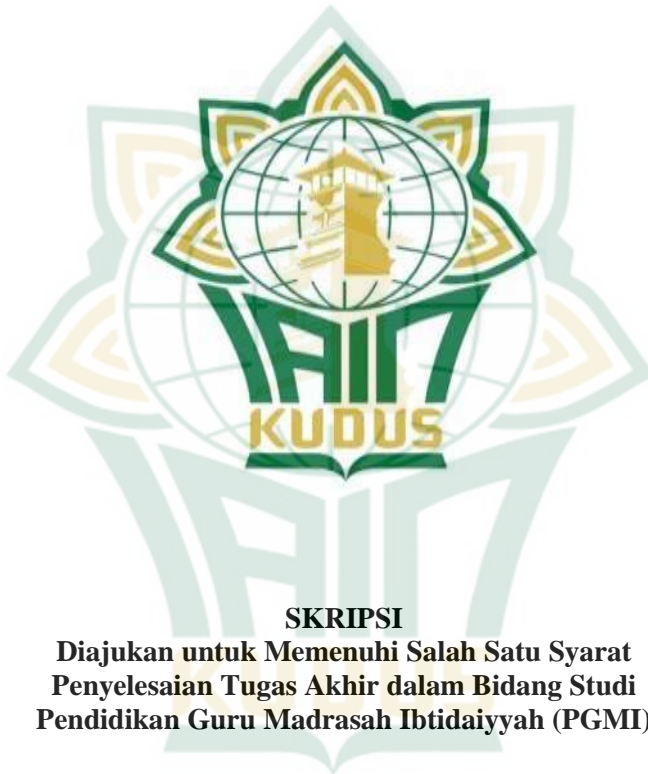 IAIN
KUDUS
SKRIPSI
Diajukan untuk Memenuhi Salah Satu Syarat
Penyelesaian Tugas Akhir dalam Bidang Studi
Pendidikan Guru Madrasah Ibtidaiyyah (PGMI)